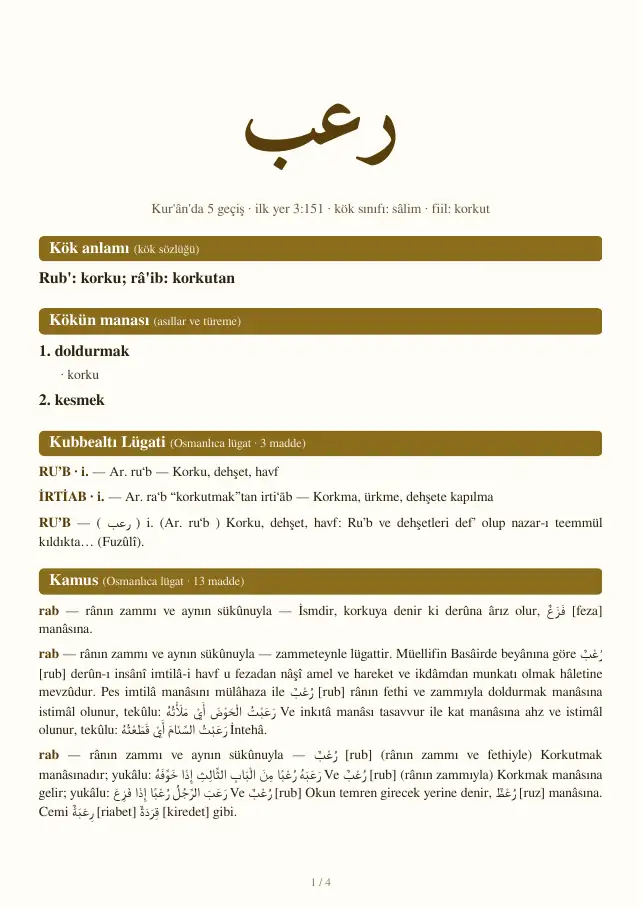 رعب
Kur'ân'da 5 geçiş · ilk yer 3:151 · kök sınıfı: sâlim · fiil: korkut
Kök anlamı (kök sözlüğü)
Rub': korku; râ'ib: korkutan
Kökün manası (asıllar ve türeme)
1. doldurmak
· korku
2. kesmek
Kubbealtı Lügati (Osmanlıca lügat · 3 madde)
RU’B · i. — Ar. ru‘b — Korku, dehşet, havf
İRTİAB · i. — Ar. ra‘b “korkutmak”tan irti‘āb — Korkma, ürkme, dehşete kapılma
RU’B — ( رعب ) i. (Ar. ru‘b ) Korku, dehşet, havf: Ru’b ve dehşetleri def’ olup nazar-ı teemmül
kıldıkta… (Fuzûlî).
Kamus (Osmanlıca lügat · 13 madde)
rab — rânın zammı ve aynın sükûnuyla — İsmdir, korkuya denir ki derûna ârız olur, فَزَعٌ [feza]
manâsına.
rab — rânın zammı ve aynın sükûnuyla — zammeteynle lügattir. Müellifin Basâirde beyânına göre رُعْبٌ
[rub] derûn-ı insânî imtilâ-i havf u fezadan nâşî amel ve hareket ve ikdâmdan munkatı olmak hâletine
mevzûdur. Pes imtilâ manâsını mülâhaza ile رُعْبٌ [rub] rânın fethi ve zammıyla doldurmak manâsına
istimâl olunur, tekûlu: رَعَبْتُ الْحَوْضَ أَيْ مَلَأْتُهُ Ve inkıtâ manâsı tasavvur ile kat manâsına ahz ve istimâl
olunur, tekûlu: رَعَبْتُ السَّنَامَ أَيْ قَطَعْتُهُ İntehâ.
rab — rânın zammı ve aynın sükûnuyla — رُعْبٌ [rub] (rânın zammı ve fethiyle) Korkutmak
manâsınadır; yukâlu: رَعَبَهُ رُعْبًا مِنَ الْبَابِ الثَّالِثِ إِذَا خَوَّفَهُ Ve رُعْبٌ [rub] (rânın zammıyla) Korkmak manâsına
gelir; yukâlu: رَعَبَ الرَّجُلُ رُعْبًا إِذَا فَزِعَ Ve رُعْبٌ [rub] Okun temren girecek yerine denir, رُعْظٌ [ruz] manâsına.
Cemi رِعَبَةٌ [riabet] قِرَدَةٌ [kiredet] gibi.
1 / 4